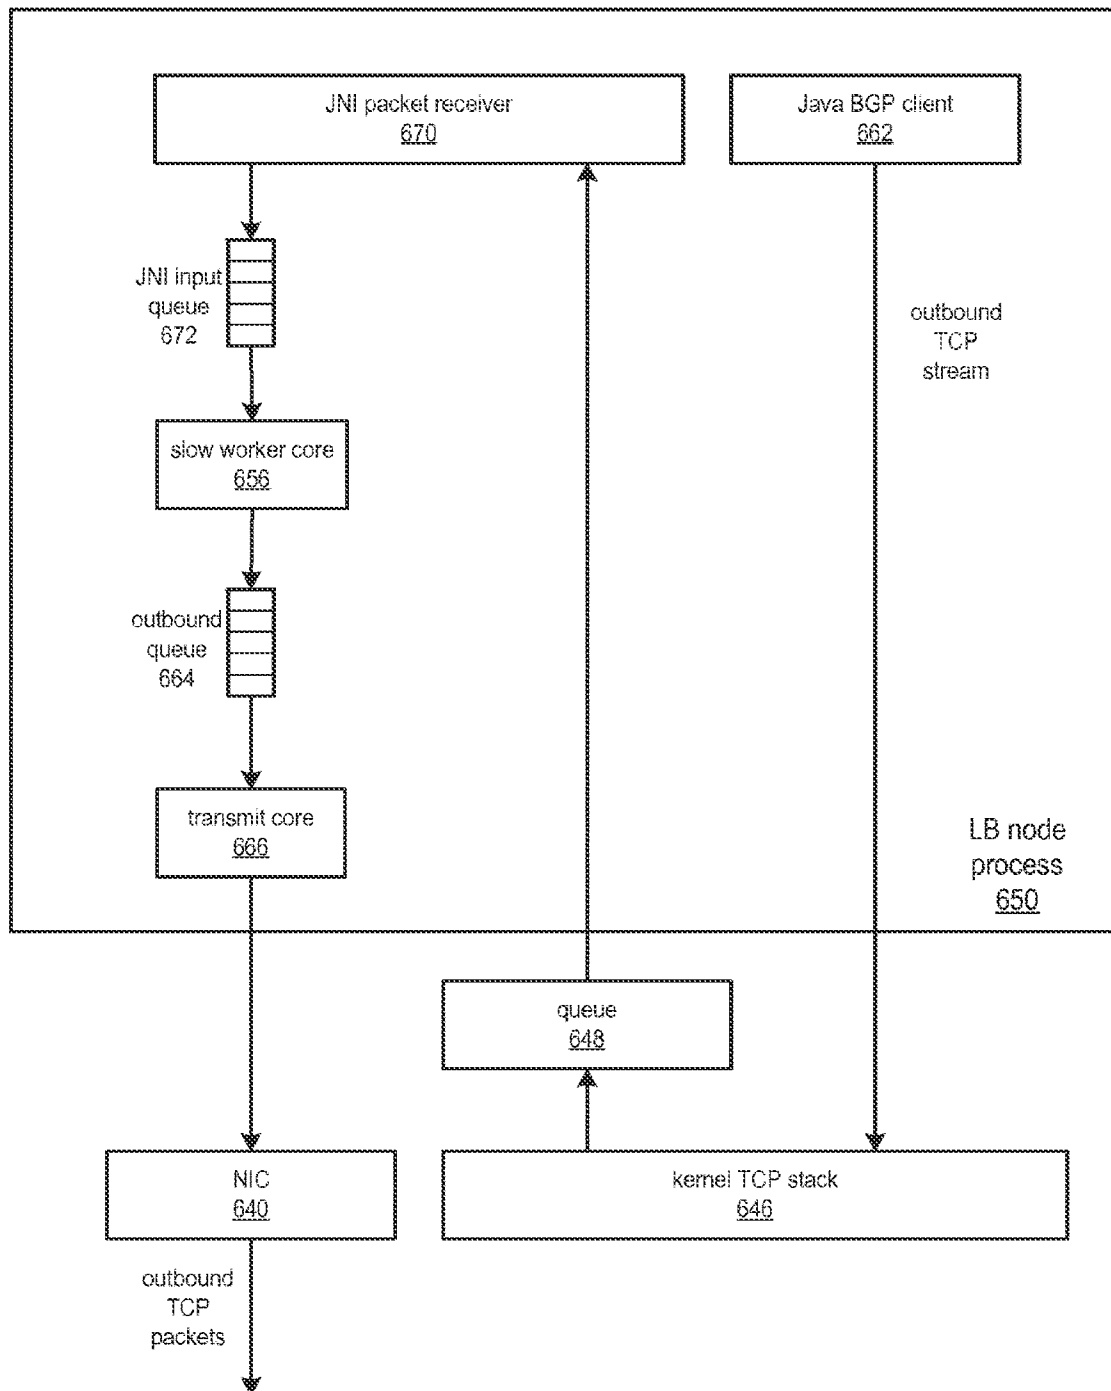 JNI packet receiver
670
Java BGP client
662
JNI input
queue
672
outbound
TCP
stream
slow worker core
656
outbound
queue
664
transmit core
666
LB node
process
650
queue
648
NIC
640
kernel TCP stack
646
outbound
TCP
packets